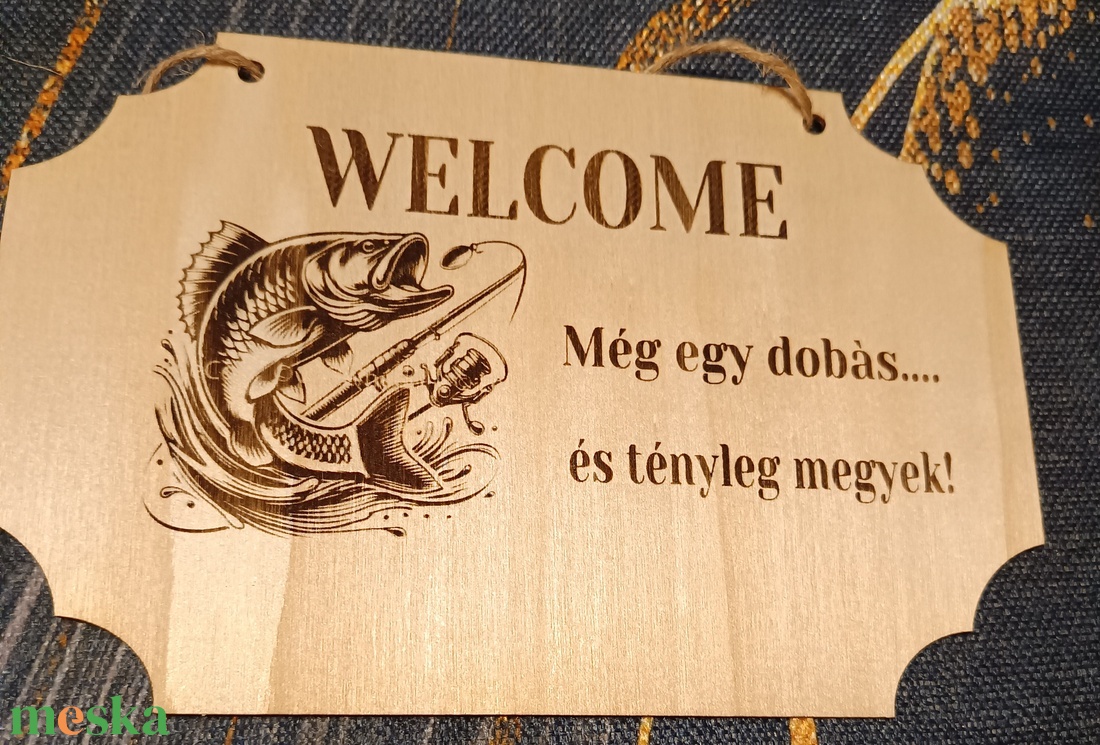 WELCOME
Még egy dobàs....
és tényleg megyek!
meska